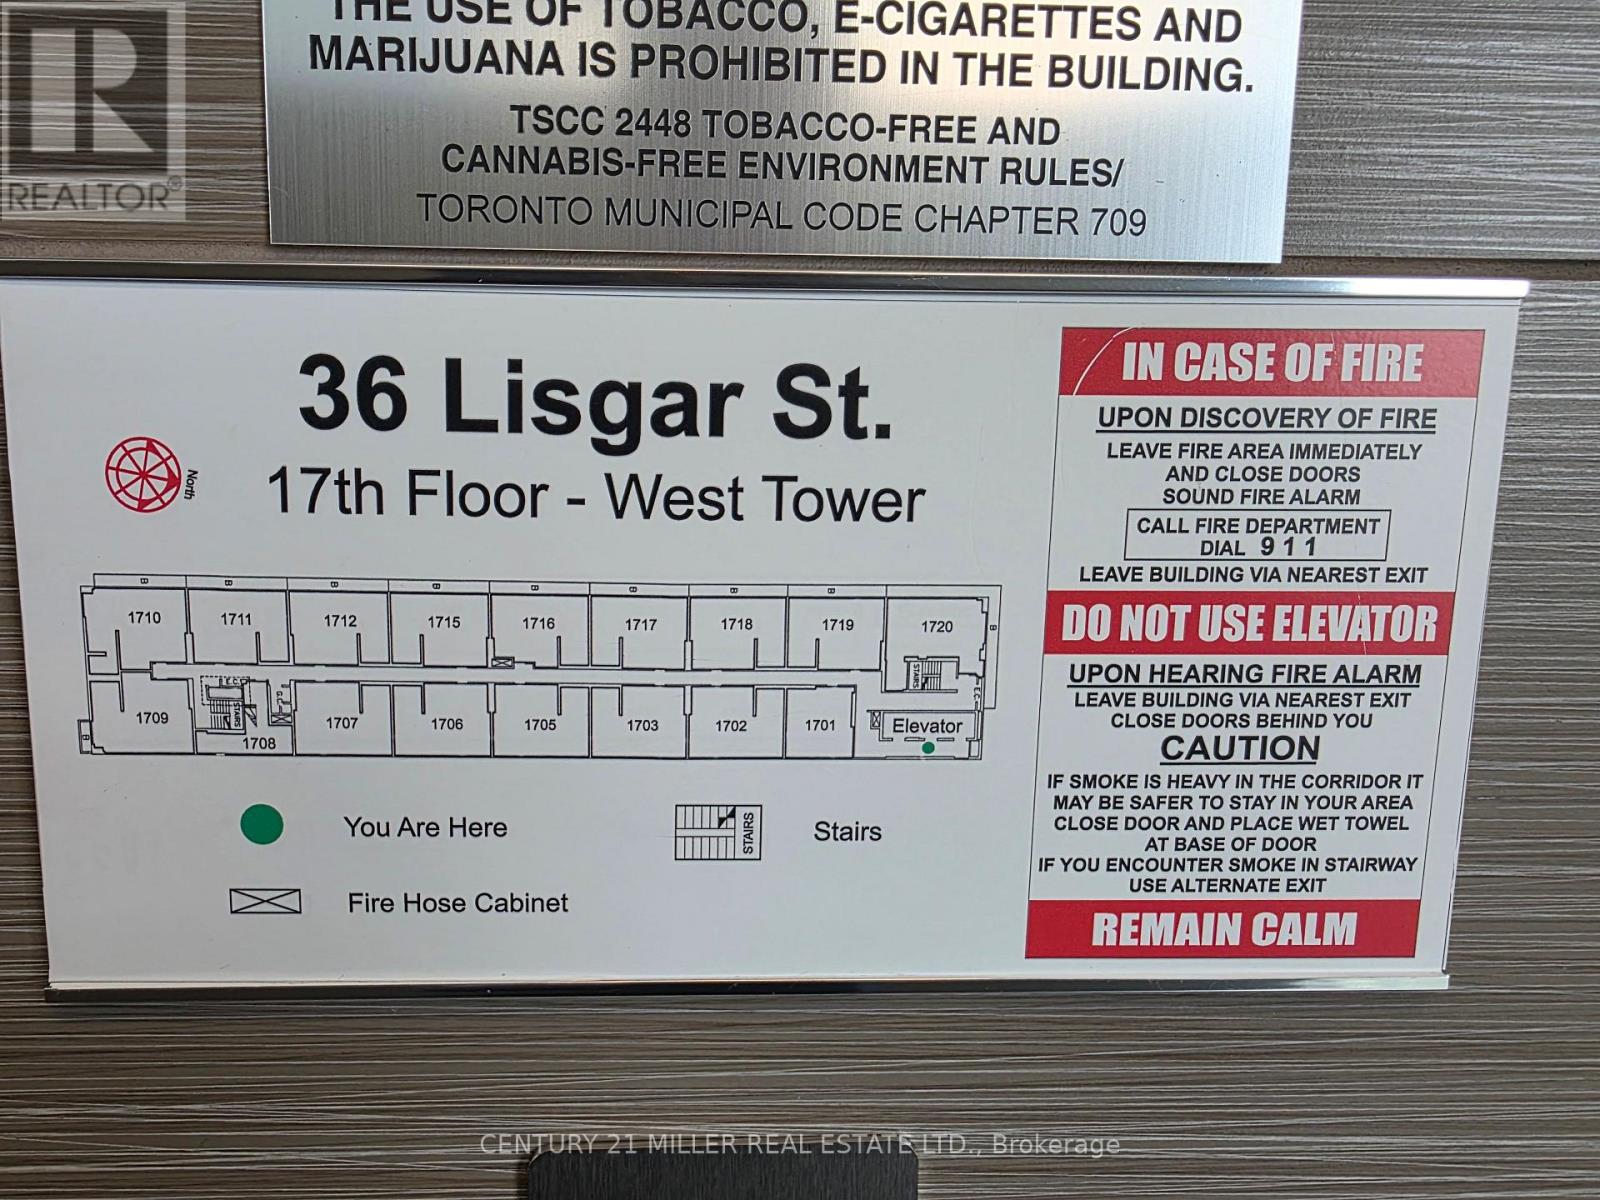 THE USE OF TOBACCO, E-CIGARETTES AND
MARIJUANA IS PROHIBITED IN THE BUILDING.
TSCC 2448 TOBACCO-FREE AND
CANNABIS-FREE ENVIRONMENT RULES/
TORONTO MUNICIPAL CODE CHAPTER 709
R
REALTOR®
36 Lisgar St.
17th Floor - West Tower
North
B B B B B B B B
1710 1711 1712 1715 1716 1717 1718 1719 1720
B
STAIRS
E.C.
E.C.
G.C.
STAIRS
1709 1708 1707 1706 1705 1703 1702 1701 Elevator
B
You Are Here
STAIRS
Stairs
Fire Hose Cabinet
IN CASE OF FIRE
UPON DISCOVERY OF FIRE
LEAVE FIRE AREA IMMEDIATELY
AND CLOSE DOORS
SOUND FIRE ALARM
CALL FIRE DEPARTMENT
DIAL 9 1 1
LEAVE BUILDING VIA NEAREST EXIT
DO NOT USE ELEVATOR
UPON HEARING FIRE ALARM
LEAVE BUILDING VIA NEAREST EXIT
CLOSE DOORS BEHIND YOU
CAUTION
IF SMOKE IS HEAVY IN THE CORRIDOR IT
MAY BE SAFER TO STAY IN YOUR AREA
CLOSE DOOR AND PLACE WET TOWEL
AT BASE OF DOOR
IF YOU ENCOUNTER SMOKE IN STAIRWAY
USE ALTERNATE EXIT
REMAIN CALM
CENTURY 21 MILLER REAL ESTATE LTD., Brokerage